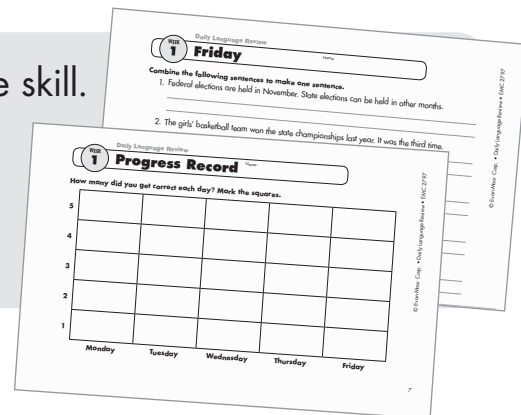 e skill.
Daily Language Review
WEEK
1
Friday
Name
Combine the following sentences to make one sentence.
1. Federal elections are held in November. State elections can be held in other months.
2. The girls' basketball team won the state championships last year. It was the third time.
© Evan-Moor Corp. • Daily Language Review • EMC 2797
Daily Language Review
WEEK
1
Progress Record
Name
How many did you get correct each day? Mark the squares.
5
4
3
2
1
Monday Tuesday Wednesday Thursday Friday
© Evan-Moor Corp. • Daily Language Review • EMC 2797
7